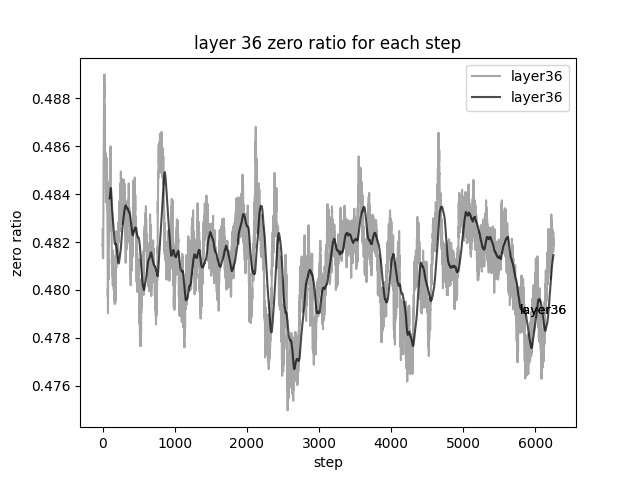 layer 36 zero ratio for each step
layer36
layer36
0.488
0.486
0.484
0.482
0.480
0.478
0.476
zero ratio
layer36
0
1000
2000
3000
4000
5000
6000
step